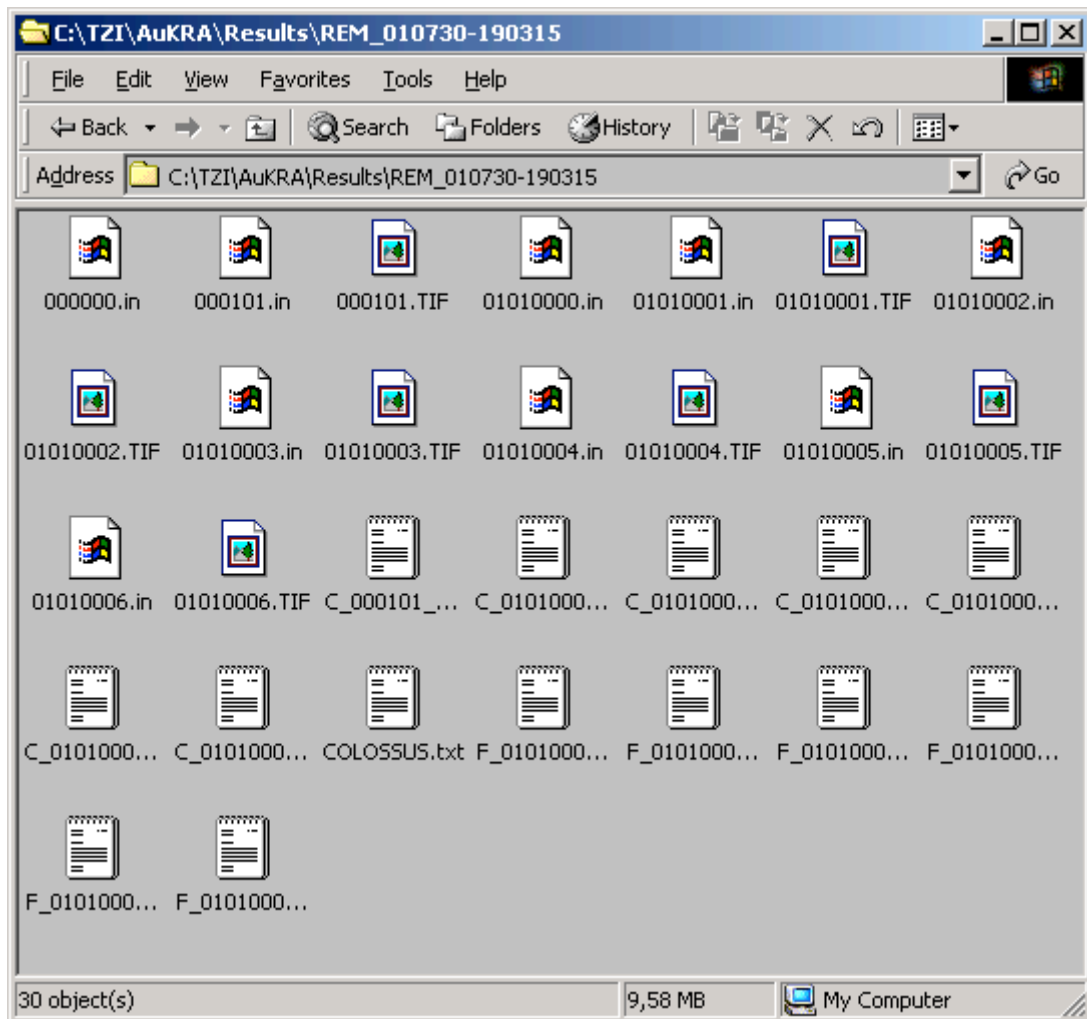 C:\TZI\AuKRA\Results\REM_010730-190315
File Edit View Favorites Tools Help
Back Search Folders History
Address C:\TZI\AuKRA\Results\REM_010730-190315 Go
000000.in 000101.in 000101.TIF 01010000.in 01010001.in 01010001.TIF 01010002.in
01010002.TIF 01010003.in 01010003.TIF 01010004.in 01010004.TIF 01010005.in 01010005.TIF
01010006.in 01010006.TIF C_000101_... C_0101000... C_0101000... C_0101000... C_0101000...
C_0101000... C_0101000... COLOSSUS.txt F_0101000... F_0101000... F_0101000... F_0101000...
F_0101000... F_0101000...
30 object(s) 9,58 MB My Computer